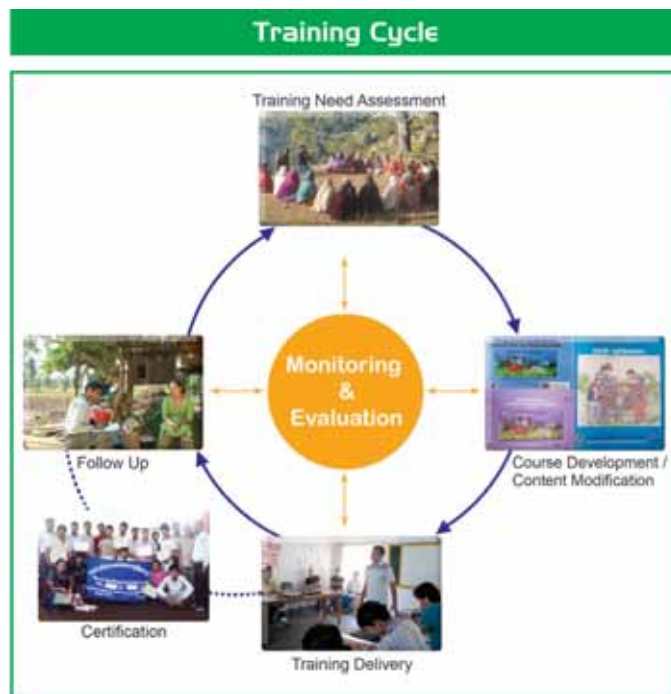 Training Cycle
Training Need Assessment
Monitoring
&
Evaluation
Follow Up
Course Development /
Content Modification
Certification
Training Delivery